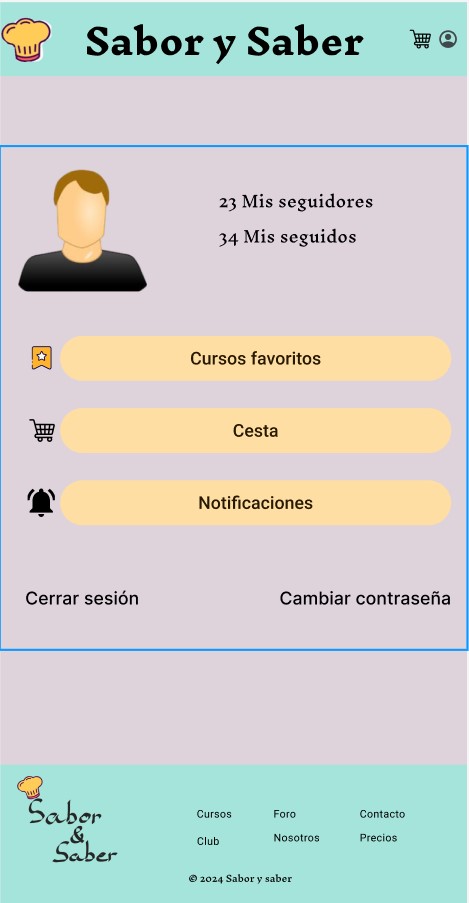 Sabor y Saber
23 Mis seguidores
34 Mis seguidos
Cursos favoritos
Cesta
Notificaciones
Cerrar sesión
Cambiar contraseña
Sabor
&
Saber
Cursos
Foro
Contacto
Club
Nosotros
Precios
© 2024 Sabor y saber